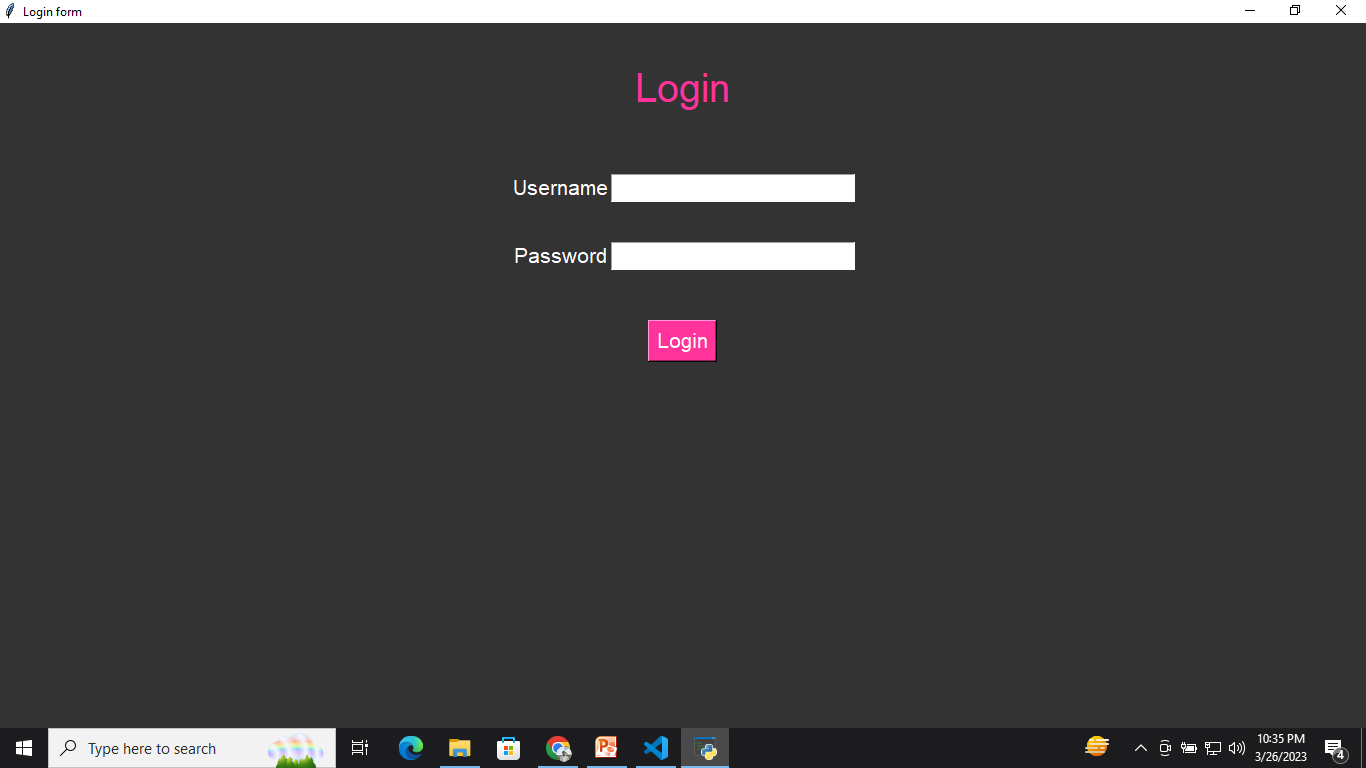 Login form
Login
Username
Password
Login
Type here to search
10:35 PM
3/26/2023
4